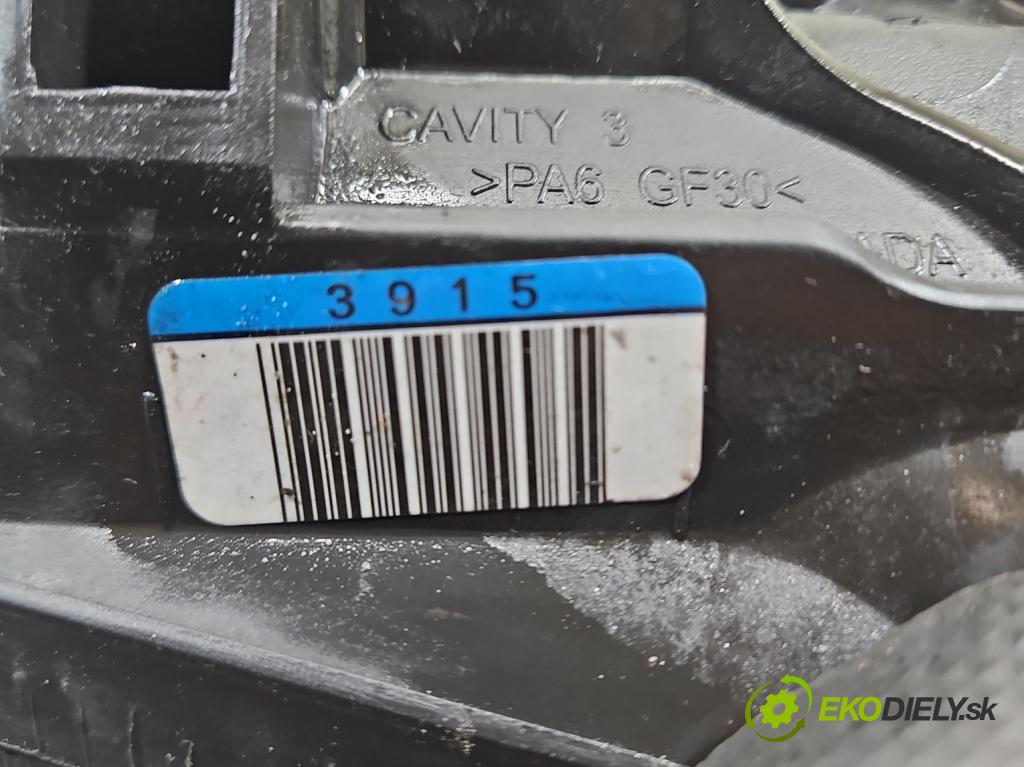 CAVITY 3
>PA6 GF30<
3915
EKODIELY.sk